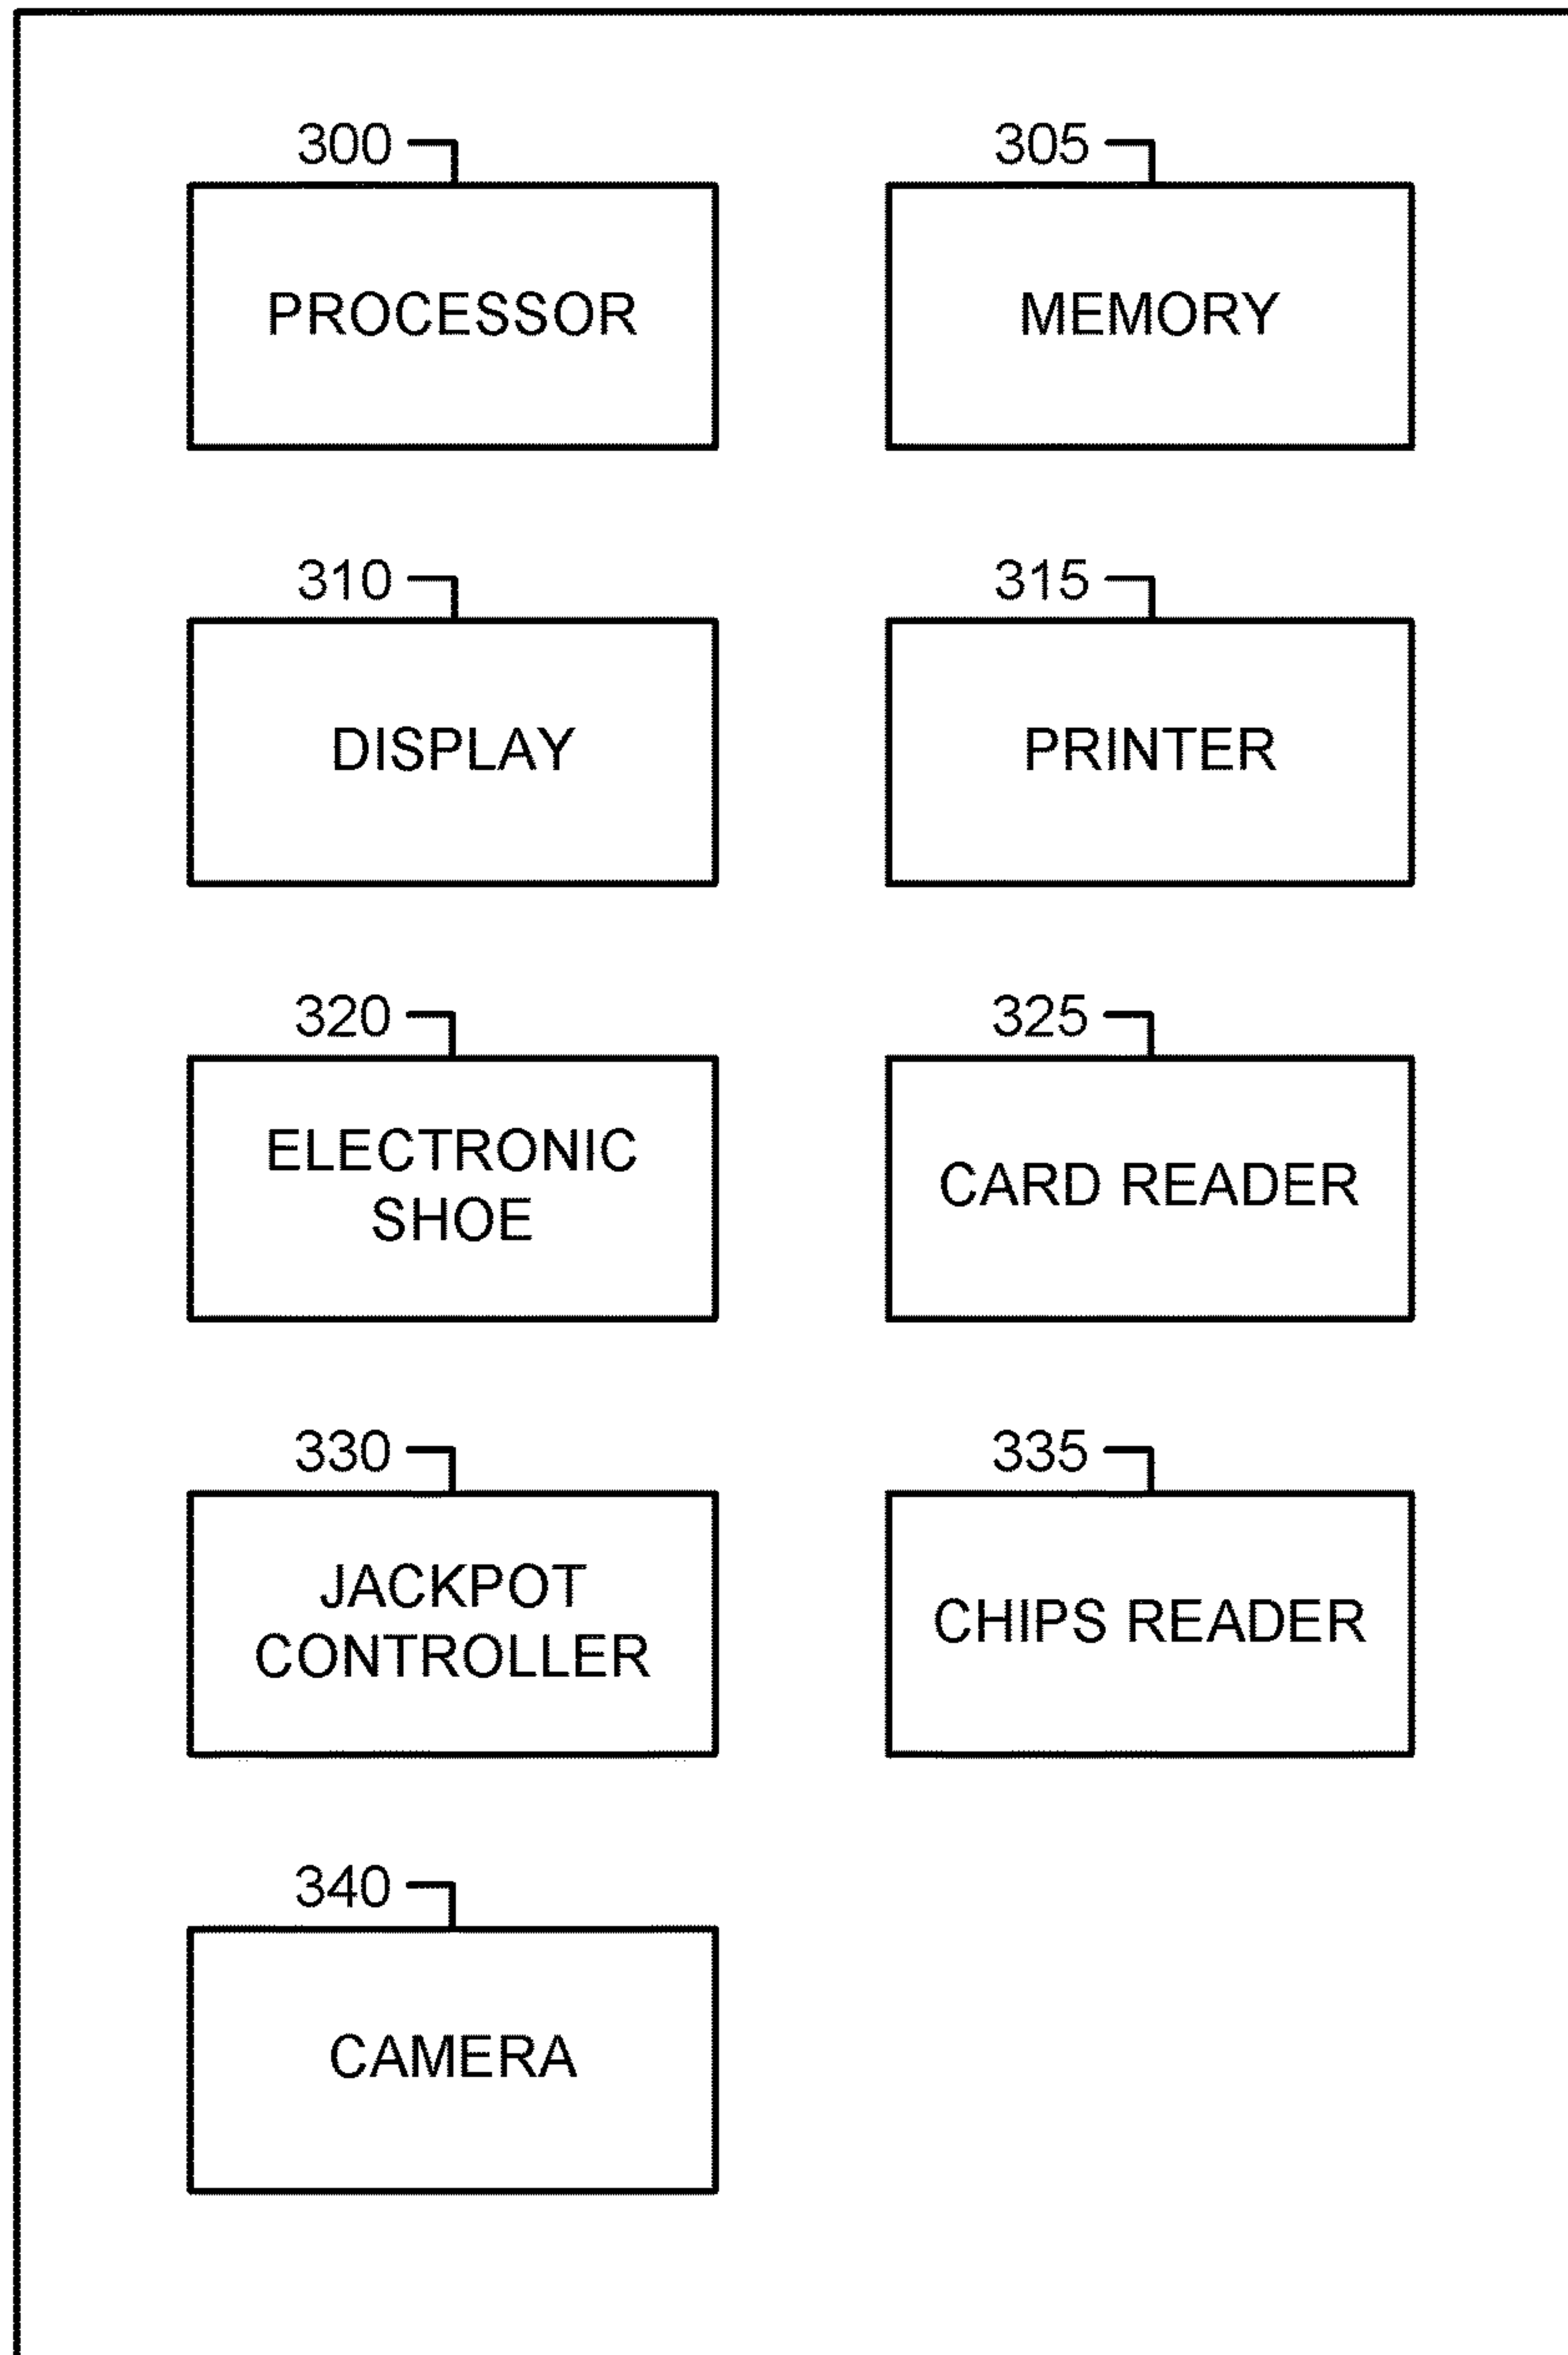 300
305
PROCESSOR
MEMORY
310
315
DISPLAY
PRINTER
320
325
ELECTRONIC
SHOE
CARD READER
330
335
JACKPOT
CONTROLLER
CHIPS READER
340
CAMERA